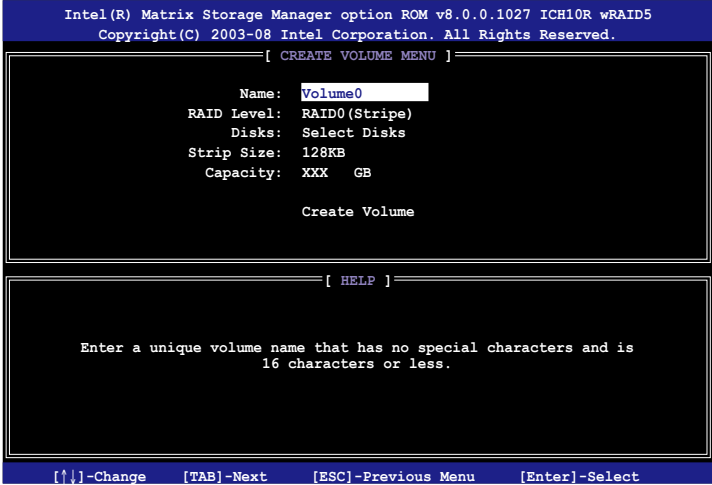 Intel(R) Matrix Storage Manager option ROM v8.0.0.1027 ICH10R wRAID5
Copyright(C) 2003-08 Intel Corporation. All Rights Reserved.
[ CREATE VOLUME MENU ]
Name: Volume0
RAID Level: RAID0(Stripe)
Disks: Select Disks
Strip Size: 128KB
Capacity: XXX GB
Create Volume
[ HELP ]
Enter a unique volume name that has no special characters and is
16 characters or less.
[↑↓]-Change [TAB]-Next [ESC]-Previous Menu [Enter]-Select